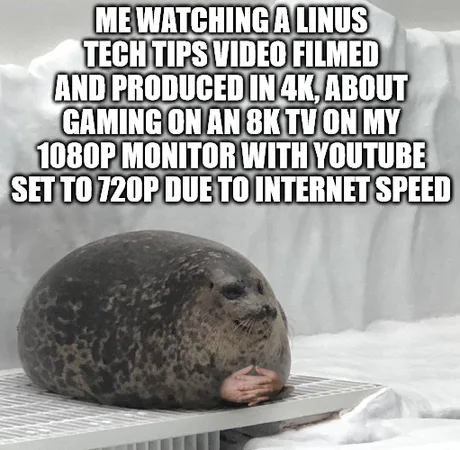 ME WATCHING A LINUS
TECH TIPS VIDEO FILMED
AND PRODUCED IN 4K, ABOUT
GAMING ON AN 8K TV ON MY
1080P MONITOR WITH YOUTUBE
SET TO 720P DUE TO INTERNET SPEED